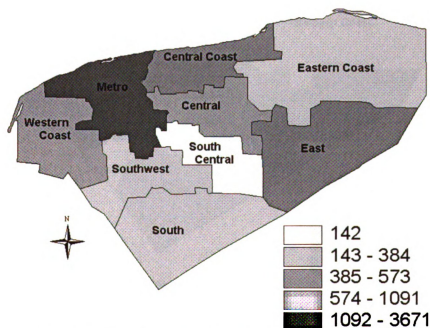 Central Coast
Eastern Coast
Metro
Central
Western
Coast
South
Central
East
Southwest
South
N
142
143 - 384
385 - 573
574 - 1091
1092 - 3671